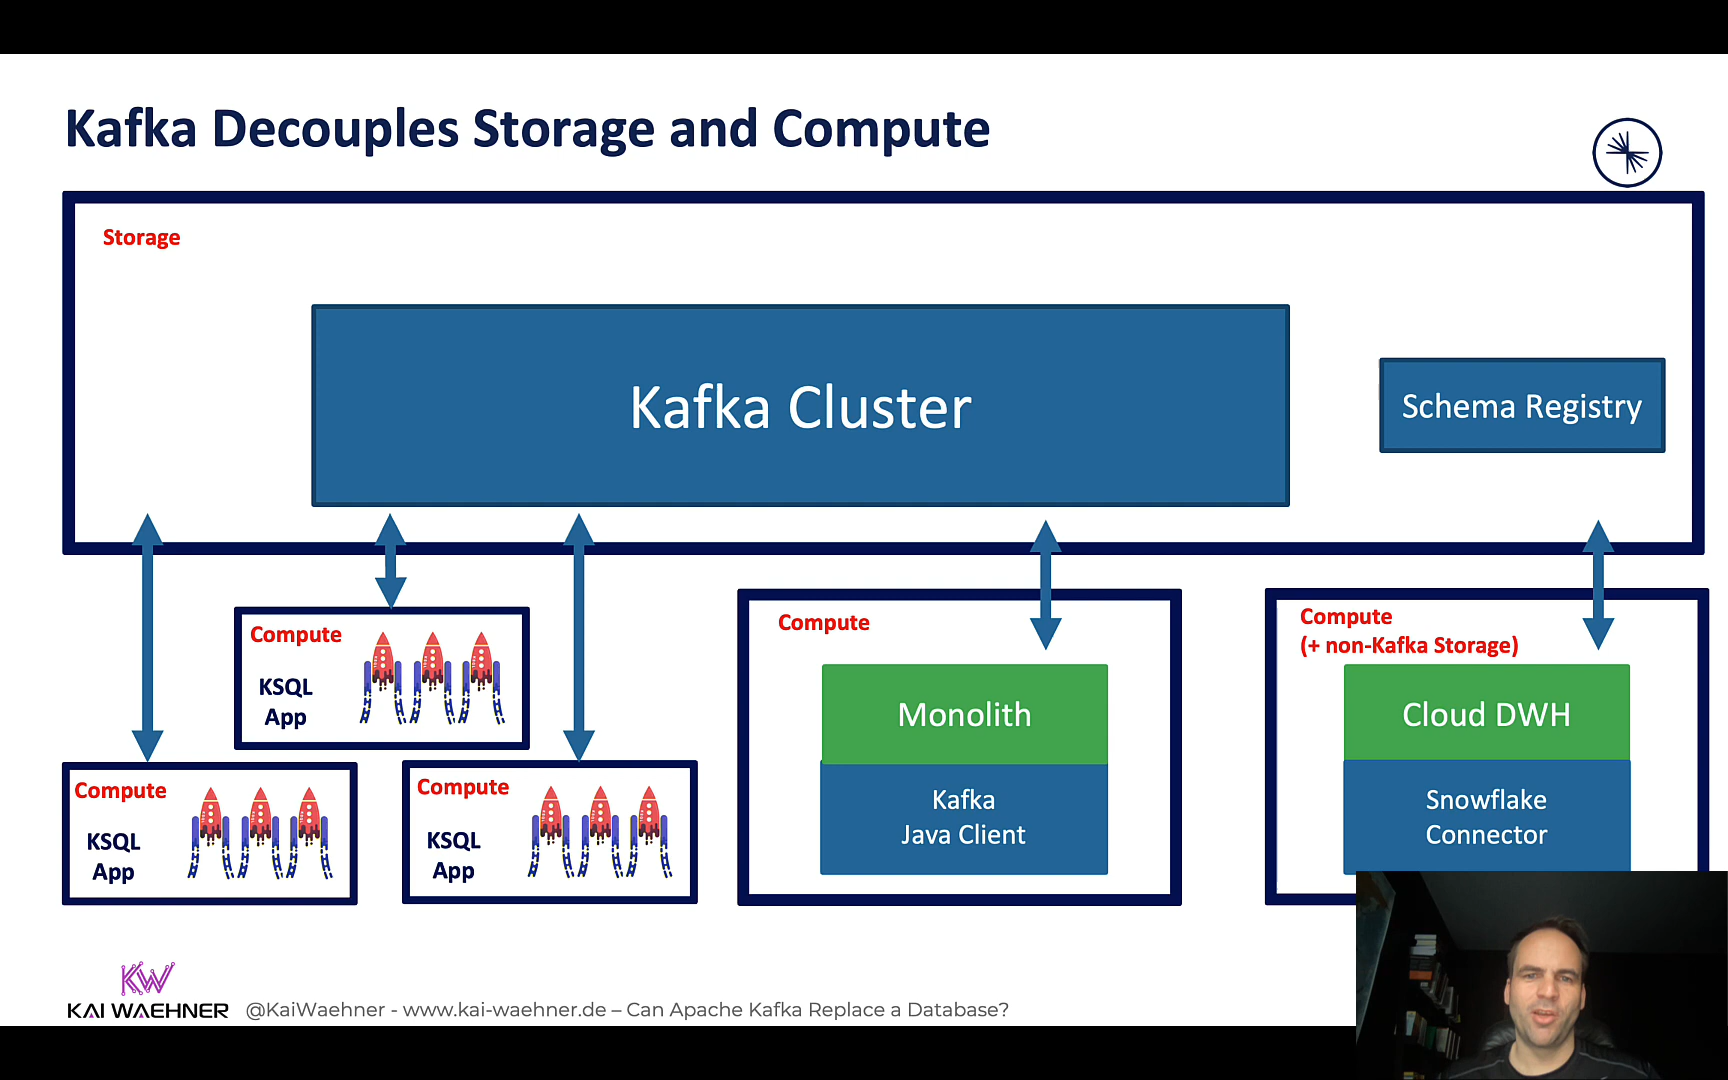 Kafka Decouples Storage and Compute
Storage
Kafka Cluster
Schema Registry
Compute
KSQL
App
Compute
KSQL
App
Compute
KSQL
App
Compute
Monolith
Kafka
Java Client
Compute
(+ non-Kafka Storage)
Cloud DWH
Snowflake
Connector
KW
KAI WAEHNER
@KaiWaehner - www.kai-waehner.de – Can Apache Kafka Replace a Database?